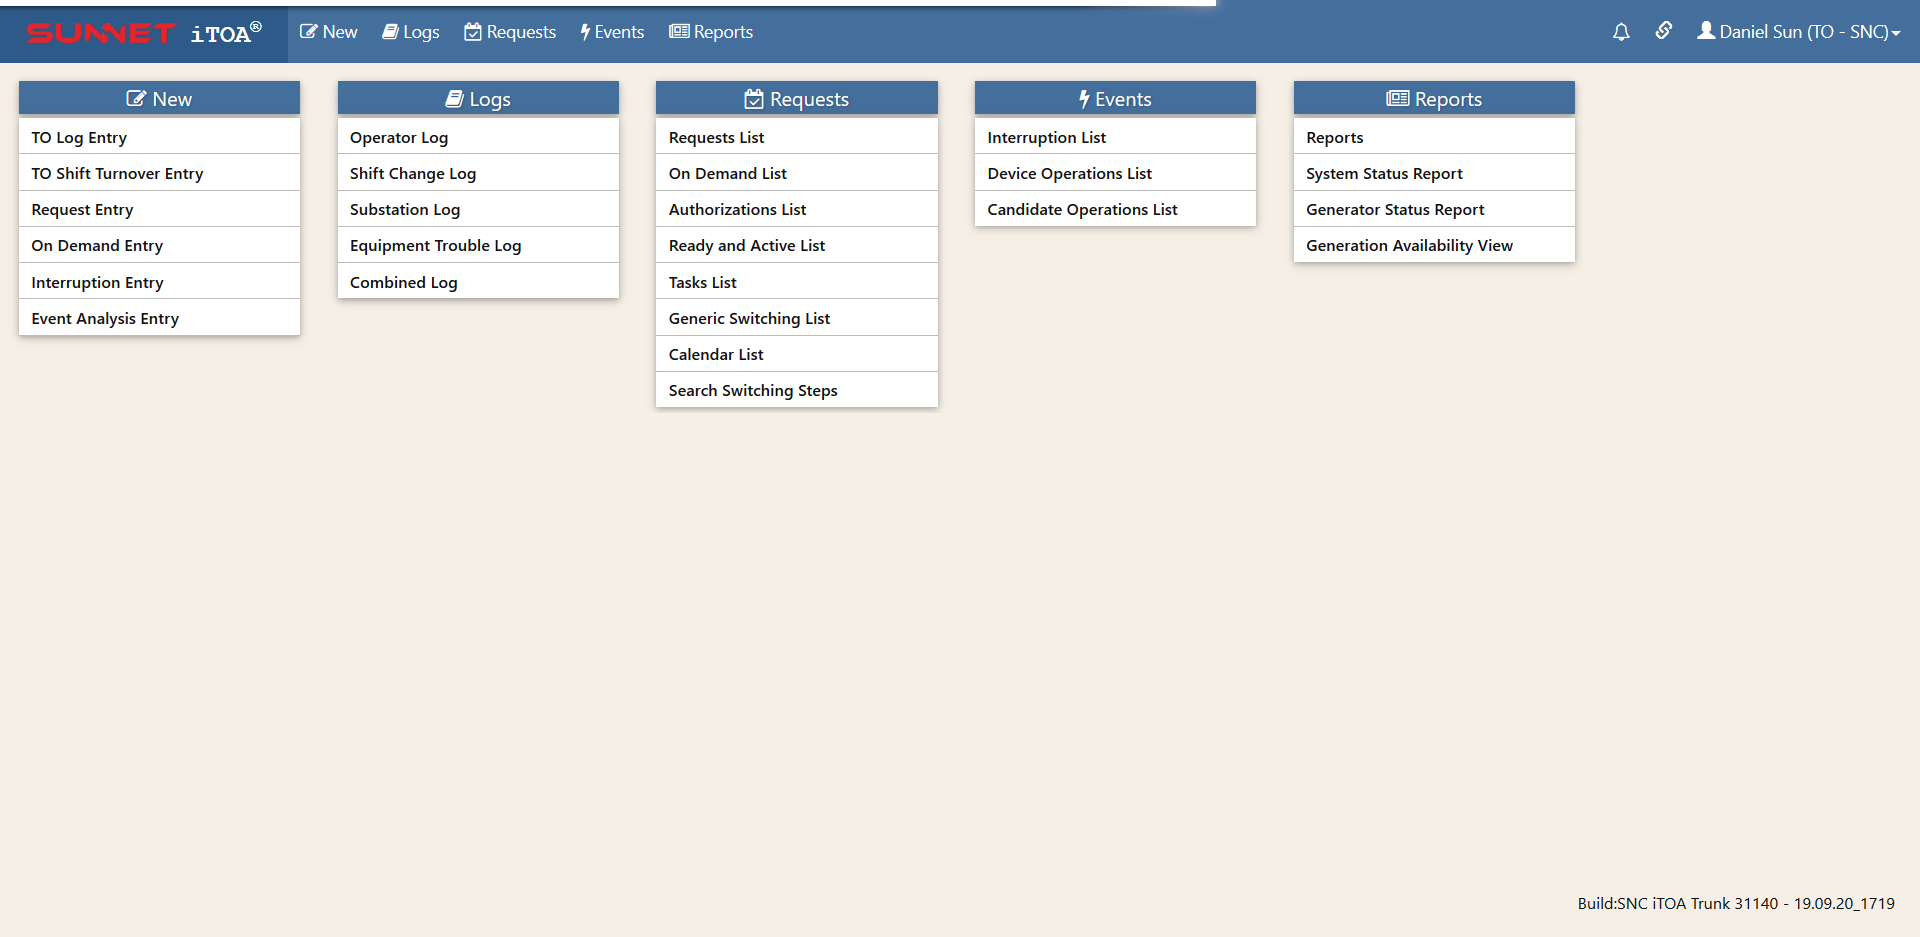 SUNNET iTOA® New Logs Requests Events Reports Daniel Sun (TO - SNC)
New
TO Log Entry
TO Shift Turnover Entry
Request Entry
On Demand Entry
Interruption Entry
Event Analysis Entry
Logs
Operator Log
Shift Change Log
Substation Log
Equipment Trouble Log
Combined Log
Requests
Requests List
On Demand List
Authorizations List
Ready and Active List
Tasks List
Generic Switching List
Calendar List
Search Switching Steps
Events
Interruption List
Device Operations List
Candidate Operations List
Reports
Reports
System Status Report
Generator Status Report
Generation Availability View
Build:SNC iTOA Trunk 31140 - 19.09.20_1719